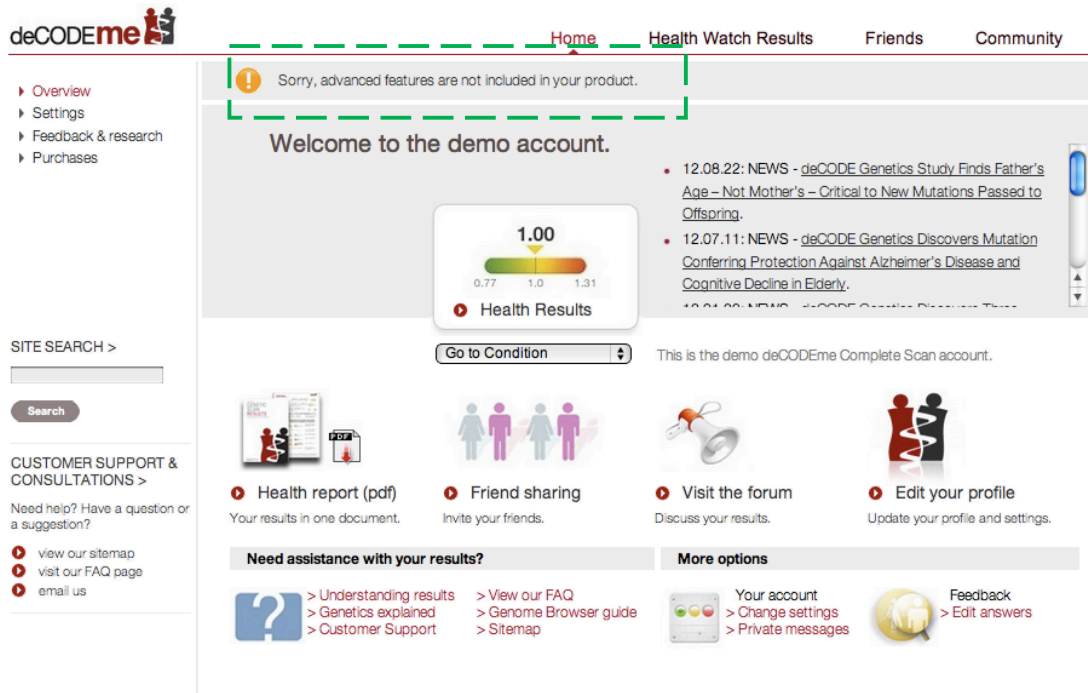 deCODEme
Home Health Watch Results Friends Community
Overview
Settings
Feedback & research
Purchases
Sorry, advanced features are not included in your product.
Welcome to the demo account.
12.08.22: NEWS - deCODE Genetics Study Finds Father's
Age – Not Mother's – Critical to New Mutations Passed to
Offspring.
12.07.11: NEWS - deCODE Genetics Discovers Mutation
Conferring Protection Against Alzheimer's Disease and
Cognitive Decline in Elderly.
1.00
0.77 1.0 1.31
Health Results
Go to Condition
This is the demo deCODEme Complete Scan account.
SITE SEARCH >
Search
CUSTOMER SUPPORT &
CONSULTATIONS >
Need help? Have a question or
a suggestion?
view our sitemap
visit our FAQ page
email us
PDF
Health report (pdf)
Your results in one document.
Friend sharing
Invite your friends.
Visit the forum
Discuss your results.
Edit your profile
Update your profile and settings.
Need assistance with your results?
> Understanding results
> Genetics explained
> Customer Support
> View our FAQ
> Genome Browser guide
> Sitemap
More options
Your account
> Change settings
> Private messages
Feedback
> Edit answers